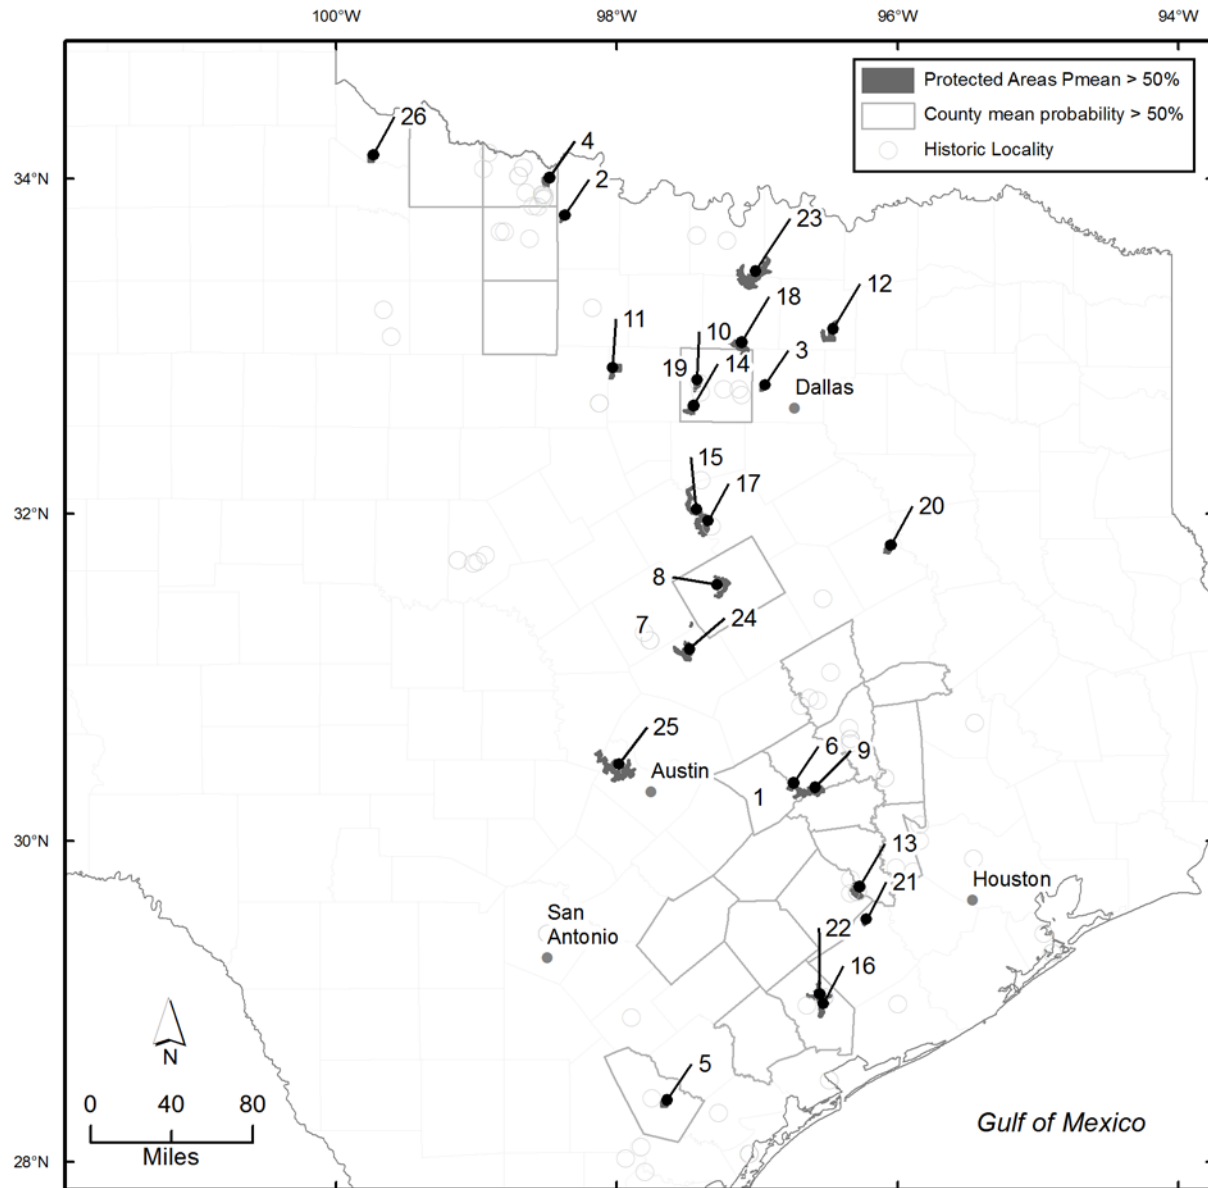 100°W
98°W
96°W
94°W
Protected Areas Pmean > 50%
County mean probability > 50%
Historic Locality
26
4
34°N
2
23
18
12
11
10
3
19
14
Dallas
15
17
32°N
20
8
7
24
25
6
9
Austin
1
30°N
13
Houston
21
San
Antonio
22
16
N
5
0 40 80
Miles
Gulf of Mexico
28°N